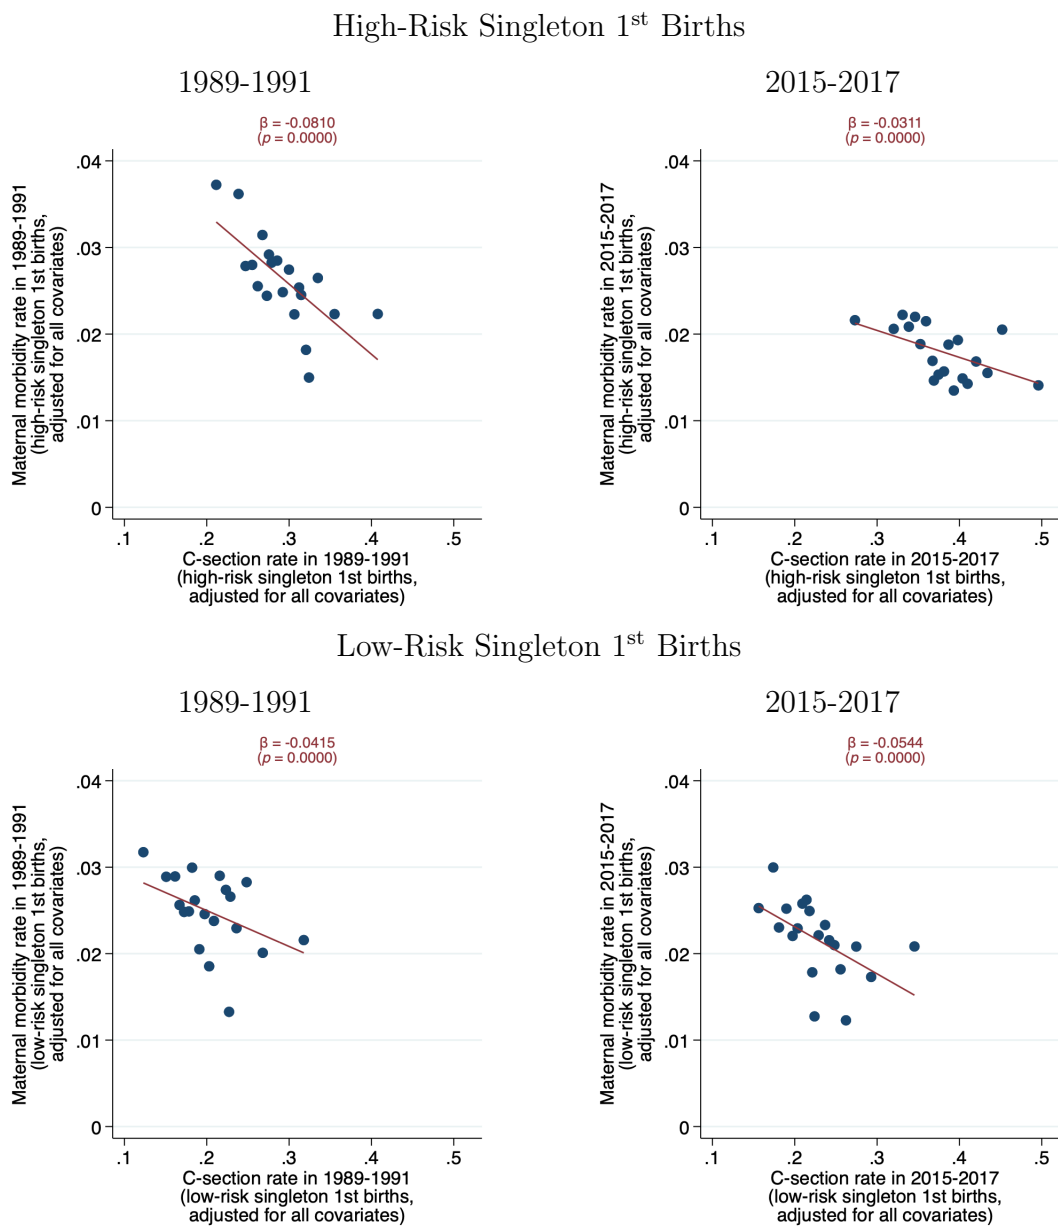 High-Risk Singleton 1st Births
1989-1991
β = -0.0810
(p = 0.0000)
Maternal morbidity rate in 1989-1991
(high-risk singleton 1st births,
adjusted for all covariates)
.04
.03
.02
.01
0
.1 .2 .3 .4 .5
C-section rate in 1989-1991
(high-risk singleton 1st births,
adjusted for all covariates)
2015-2017
β = -0.0311
(p = 0.0000)
Maternal morbidity rate in 2015-2017
(high-risk singleton 1st births,
adjusted for all covariates)
.04
.03
.02
.01
0
.1 .2 .3 .4 .5
C-section rate in 2015-2017
(high-risk singleton 1st births,
adjusted for all covariates)
Low-Risk Singleton 1st Births
1989-1991
β = -0.0415
(p = 0.0000)
Maternal morbidity rate in 1989-1991
(low-risk singleton 1st births,
adjusted for all covariates)
.04
.03
.02
.01
0
.1 .2 .3 .4 .5
C-section rate in 1989-1991
(low-risk singleton 1st births,
adjusted for all covariates)
2015-2017
β = -0.0544
(p = 0.0000)
Maternal morbidity rate in 2015-2017
(low-risk singleton 1st births,
adjusted for all covariates)
.04
.03
.02
.01
0
.1 .2 .3 .4 .5
C-section rate in 2015-2017
(low-risk singleton 1st births,
adjusted for all covariates)